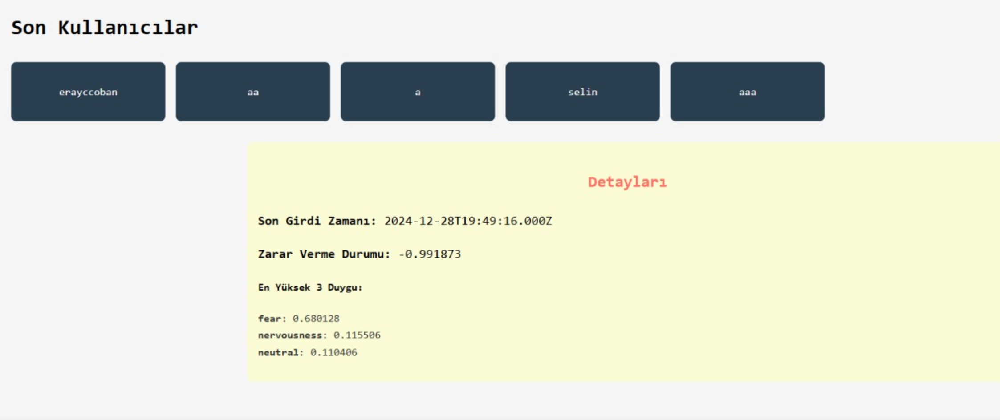 Son Kullanıcılar
erayccoban aa a selin aaa
Detayları
Son Girdi Zamanı: 2024-12-28T19:49:16.000Z
Zarar Verme Durumu: -0.991873
En Yüksek 3 Duygu:
fear: 0.680128
nervousness: 0.115506
neutral: 0.110406